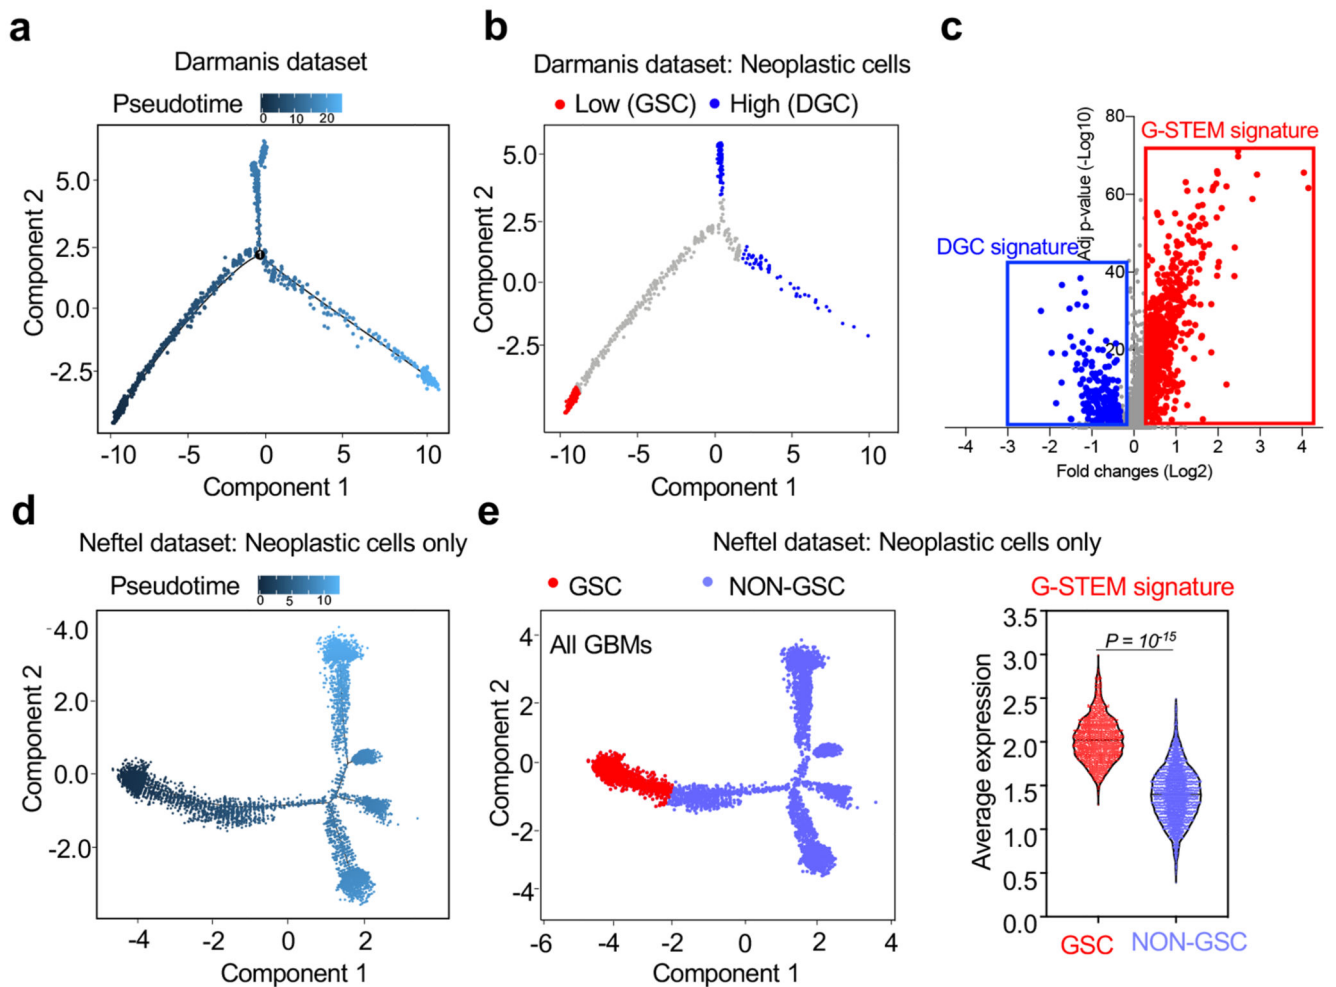 a
Darmanis dataset
Pseudotime
0 10 20
Component 2
5.0
2.5
0.0
-2.5
1
-10 -5 0 5 10
Component 1
b
Darmanis dataset: Neoplastic cells
Low (GSC) High (DGC)
Component 2
5.0
2.5
0.0
-2.5
-10 -5 0 5 10
Component 1
c
80
G-STEM signature
Adj p-value (-Log10)
60
DGC signature
40
20
0
-4 -3 -2 -1 0 1 2 3 4
Fold changes (Log2)
d
Neftel dataset: Neoplastic cells only
Pseudotime
0 5 10
Component 2
-4.0
2.0
0.0
-2.0
-4 -2 0 2
Component 1
e
Neftel dataset: Neoplastic cells only
GSC NON-GSC
All GBMs
Component 2
4
2
0
-2
-4
-6 -4 -2 0 2 4
Component 1
G-STEM signature
P = 10-15
Average expression
3.5
3.0
2.5
2.0
1.5
1.0
0.5
0.0
GSC NON-GSC